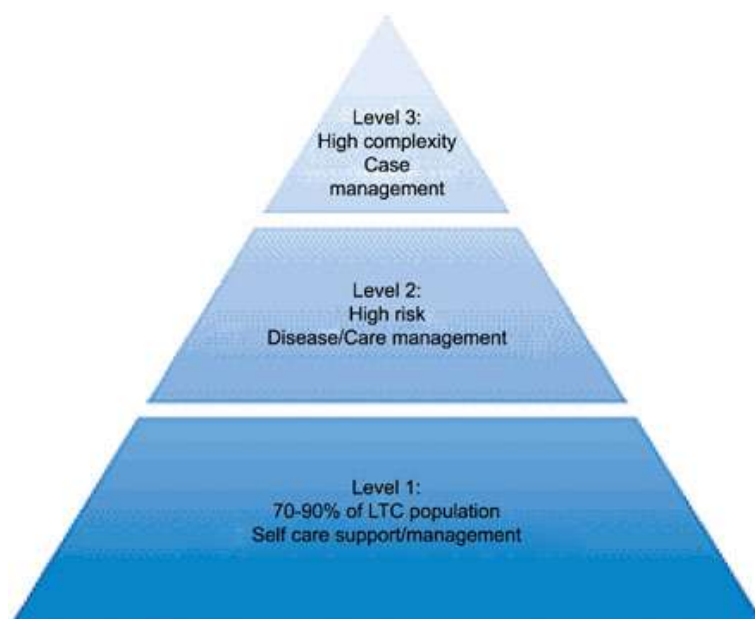 Level 3:
High complexity
Case
management
Level 2:
High risk
Disease/Care management
Level 1:
70-90% of LTC population
Self care support/management